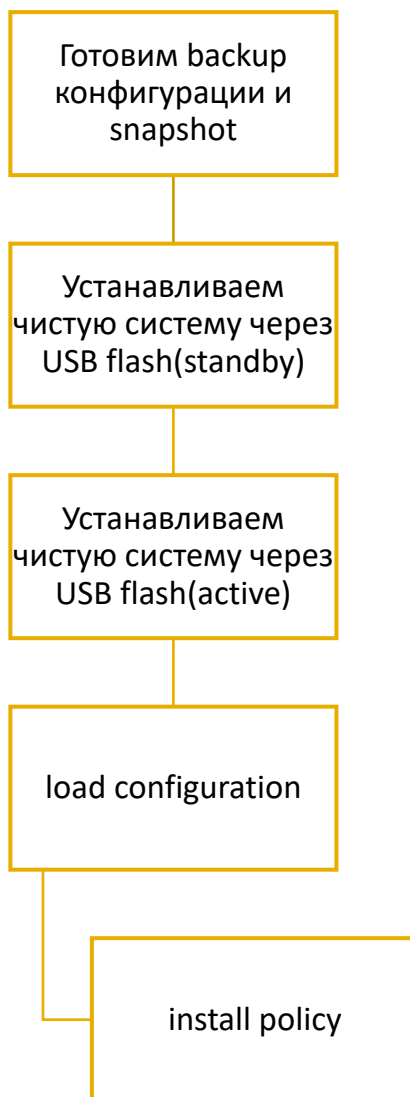 Готовим backup
конфигурации и
snapshot
Устанавливаем
чистую систему через
USB flash(standby)
Устанавливаем
чистую систему через
USB flash(active)
load configuration
install policy